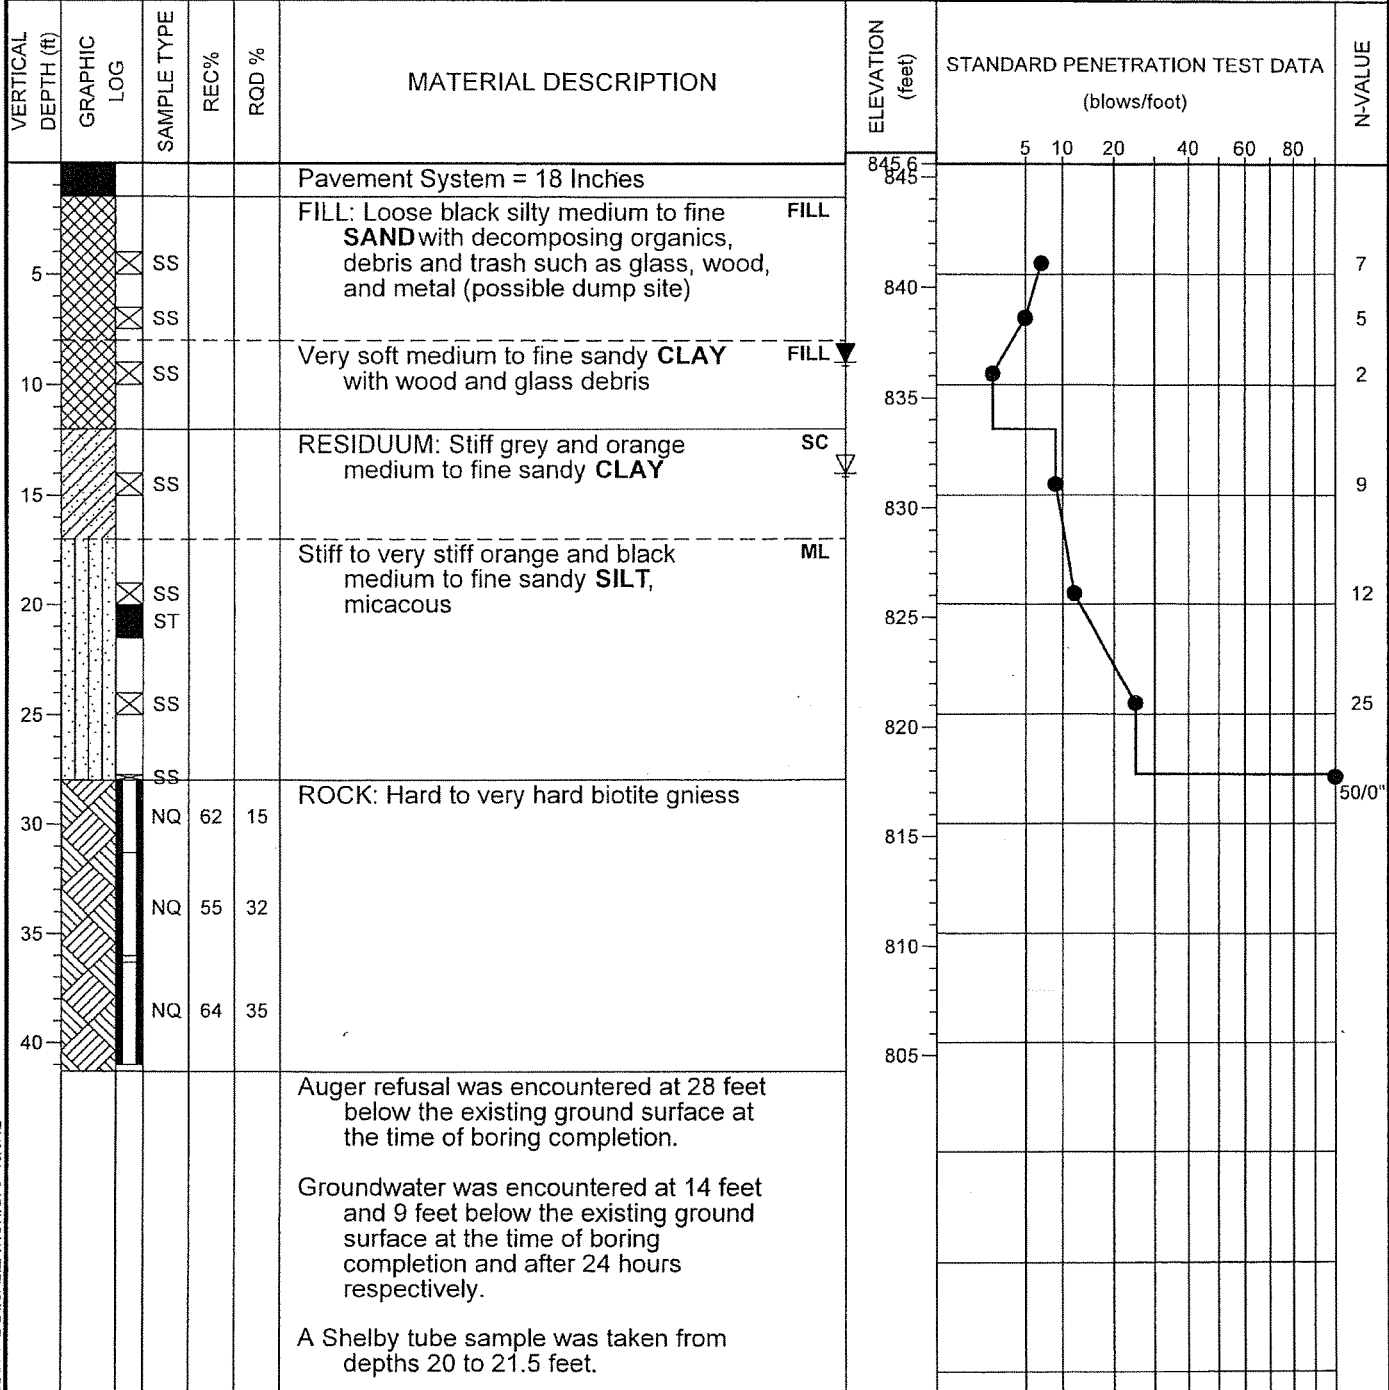 VERTICAL DEPTH (ft)
GRAPHIC LOG
SAMPLE TYPE
REC%
RQD %
MATERIAL DESCRIPTION
ELEVATION (feet)
STANDARD PENETRATION TEST DATA
(blows/foot)
N-VALUE
5 10 20 40 60 80
845.6
845
Pavement System = 18 Inches
FILL: Loose black silty medium to fine FILL
SAND with decomposing organics,
debris and trash such as glass, wood,
and metal (possible dump site)
5 SS 7
840
SS 5
Very soft medium to fine sandy CLAY FILL
with wood and glass debris
10 SS 2
835
RESIDUUM: Stiff grey and orange SC
medium to fine sandy CLAY
15 SS 9
830
Stiff to very stiff orange and black ML
medium to fine sandy SILT,
micacous
20 SS 12
ST 825
25 SS 25
820
SS
50/0"
ROCK: Hard to very hard biotite gniess
30 NQ 62 15
815
NQ 55 32
35
810
NQ 64 35
40
805
Auger refusal was encountered at 28 feet
below the existing ground surface at
the time of boring completion.
Groundwater was encountered at 14 feet
and 9 feet below the existing ground
surface at the time of boring
completion and after 24 hours
respectively.
A Shelby tube sample was taken from
depths 20 to 21.5 feet.